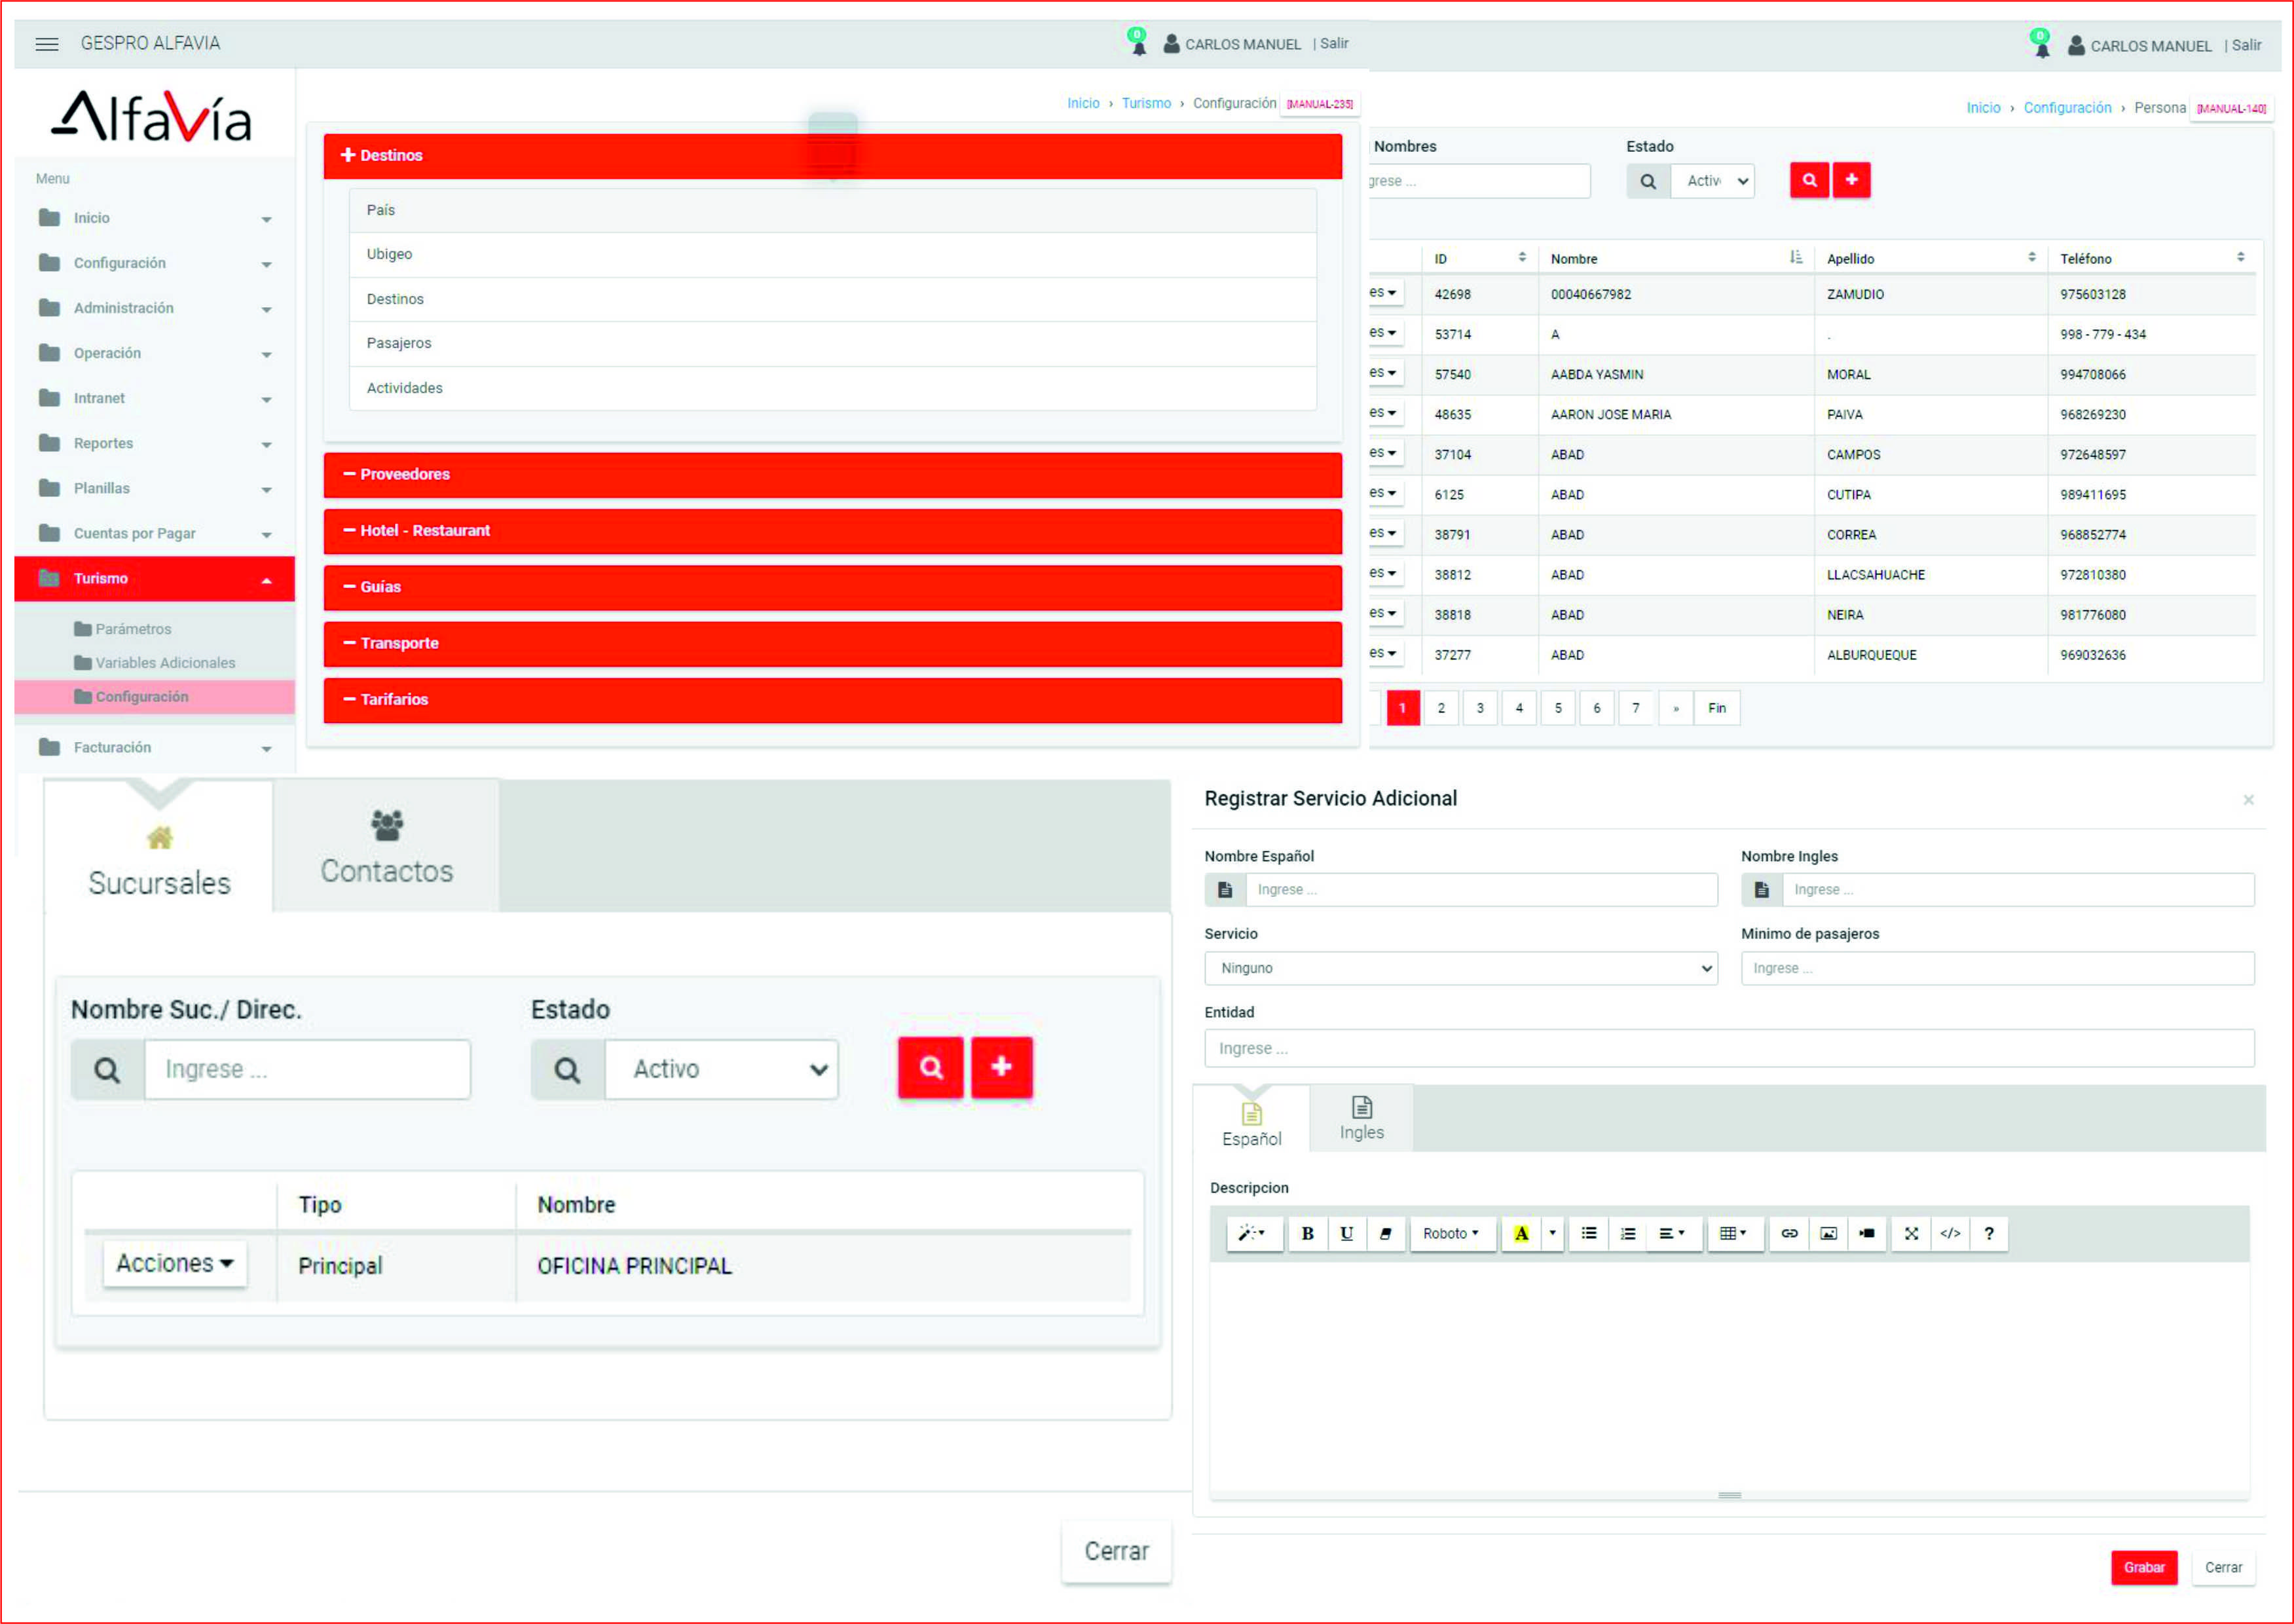 GESPRO ALFAVIA
0
CARLOS MANUEL | Salir
AlfaVía
Inicio › Turismo › Configuración [MANUAL-235]
Menu
Inicio
Configuración
Administración
Operación
Intranet
Reportes
Planillas
Cuentas por Pagar
Turismo
Parámetros
Variables Adicionales
Configuración
Facturación
+ Destinos
País
Ubigeo
Destinos
Pasajeros
Actividades
− Proveedores
− Hotel - Restaurant
− Guías
− Transporte
− Tarifarios
0
CARLOS MANUEL | Salir
Inicio › Configuración › Persona [MANUAL-140]
Nombres Estado
grese ... Activ
ID Nombre Apellido Teléfono
es 42698 00040667982 ZAMUDIO 975603128
es 53714 A . 998 - 779 - 434
es 57540 AABDA YASMIN MORAL 994708066
es 48635 AARON JOSE MARIA PAIVA 968269230
es 37104 ABAD CAMPOS 972648597
es 6125 ABAD CUTIPA 989411695
es 38791 ABAD CORREA 968852774
es 38812 ABAD LLACSAHUACHE 972810380
es 38818 ABAD NEIRA 981776080
es 37277 ABAD ALBURQUEQUE 969032636
1 2 3 4 5 6 7 » Fin
Sucursales Contactos
Nombre Suc./ Direc. Estado
Ingrese ... Activo
Tipo Nombre
Acciones Principal OFICINA PRINCIPAL
Cerrar
Registrar Servicio Adicional ×
Nombre Español Nombre Ingles
Ingrese ... Ingrese ...
Servicio Minimo de pasajeros
Ninguno Ingrese ...
Entidad
Ingrese ...
Español Ingles
Descripcion
B U Roboto A </> ?
Grabar Cerrar